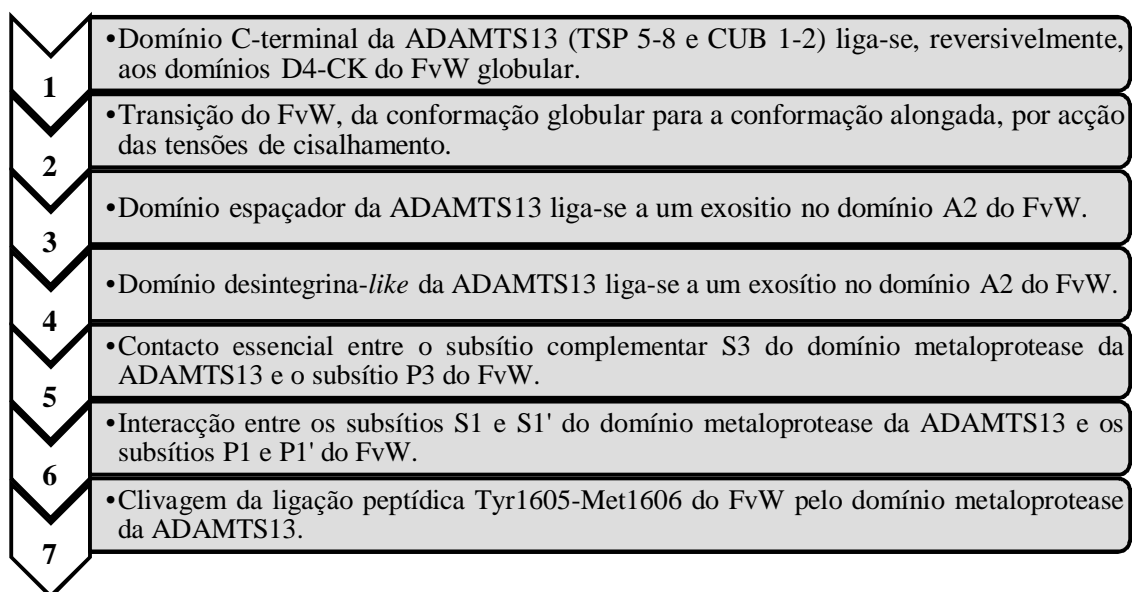 •Domínio C-terminal da ADAMTS13 (TSP 5-8 e CUB 1-2) liga-se, reversivelmente,
aos domínios D4-CK do FvW globular.
1
•Transição do FvW, da conformação globular para a conformação alongada, por acção
das tensões de cisalhamento.
2
•Domínio espaçador da ADAMTS13 liga-se a um exositio no domínio A2 do FvW.
3
•Domínio desintegrina-like da ADAMTS13 liga-se a um exosítio no domínio A2 do FvW.
4
•Contacto essencial entre o subsítio complementar S3 do domínio metaloprotease da
ADAMTS13 e o subsítio P3 do FvW.
5
•Interacção entre os subsítios S1 e S1' do domínio metaloprotease da ADAMTS13 e os
subsítios P1 e P1' do FvW.
6
•Clivagem da ligação peptídica Tyr1605-Met1606 do FvW pelo domínio metaloprotease
da ADAMTS13.
7